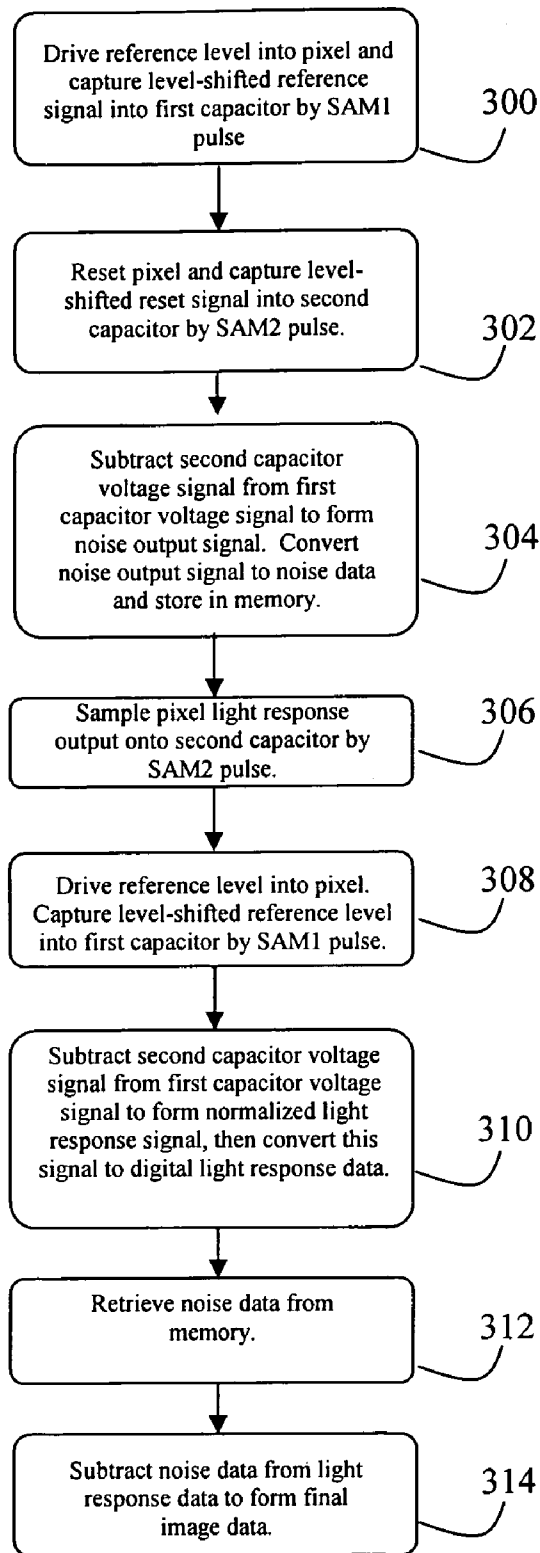 Drive reference level into pixel and
capture level-shifted reference
signal into first capacitor by SAM1
pulse
300
Reset pixel and capture level-
shifted reset signal into second
capacitor by SAM2 pulse.
302
Subtract second capacitor
voltage signal from first
capacitor voltage signal to form
noise output signal. Convert
noise output signal to noise data
and store in memory.
304
Sample pixel light response
output onto second capacitor by
SAM2 pulse.
306
Drive reference level into pixel.
Capture level-shifted reference level
into first capacitor by SAM1 pulse.
308
Subtract second capacitor voltage
signal from first capacitor voltage
signal to form normalized light
response signal, then convert this
signal to digital light response data.
310
Retrieve noise data from
memory.
312
Subtract noise data from light
response data to form final
image data.
314